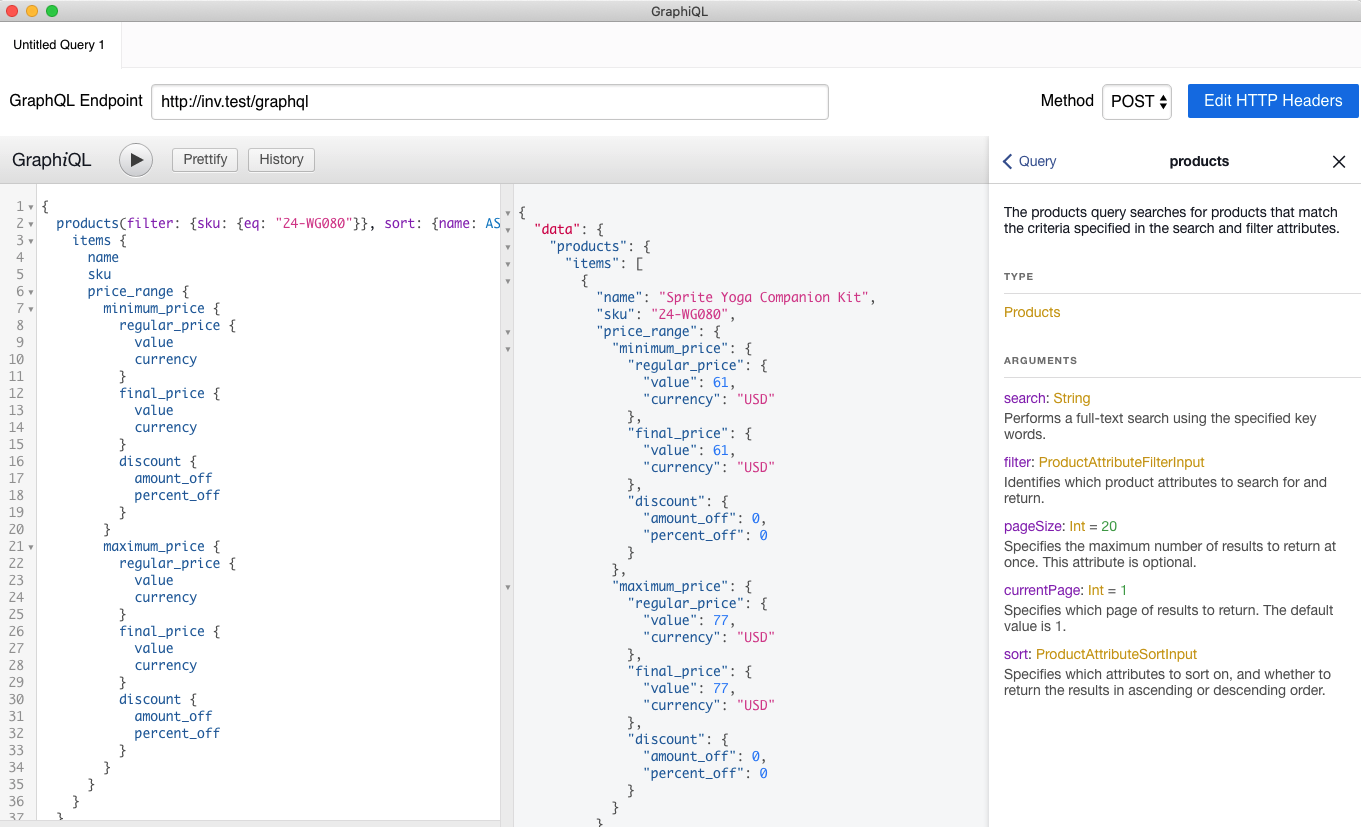 GraphiQL
Untitled Query 1
GraphQL Endpoint http://inv.test/graphql Method POST Edit HTTP Headers
GraphiQL Prettify History
1 {
2 products(filter: {sku: {eq: "24-WG080"}}, sort: {name: AS
3 items {
4 name
5 sku
6 price_range {
7 minimum_price {
8 regular_price {
9 value
10 currency
11 }
12 final_price {
13 value
14 currency
15 }
16 discount {
17 amount_off
18 percent_off
19 }
20 }
21 maximum_price {
22 regular_price {
23 value
24 currency
25 }
26 final_price {
27 value
28 currency
29 }
30 discount {
31 amount_off
32 percent_off
33 }
34 }
35 }
36 }
37 }
{
"data": {
"products": {
"items": [
{
"name": "Sprite Yoga Companion Kit",
"sku": "24-WG080",
"price_range": {
"minimum_price": {
"regular_price": {
"value": 61,
"currency": "USD"
},
"final_price": {
"value": 61,
"currency": "USD"
},
"discount": {
"amount_off": 0,
"percent_off": 0
}
},
"maximum_price": {
"regular_price": {
"value": 77,
"currency": "USD"
},
"final_price": {
"value": 77,
"currency": "USD"
},
"discount": {
"amount_off": 0,
"percent_off": 0
}
}
}
Query products
The products query searches for products that match
the criteria specified in the search and filter attributes.
TYPE
Products
ARGUMENTS
search: String
Performs a full-text search using the specified key
words.
filter: ProductAttributeFilterInput
Identifies which product attributes to search for and
return.
pageSize: Int = 20
Specifies the maximum number of results to return at
once. This attribute is optional.
currentPage: Int = 1
Specifies which page of results to return. The default
value is 1.
sort: ProductAttributeSortInput
Specifies which attributes to sort on, and whether to
return the results in ascending or descending order.